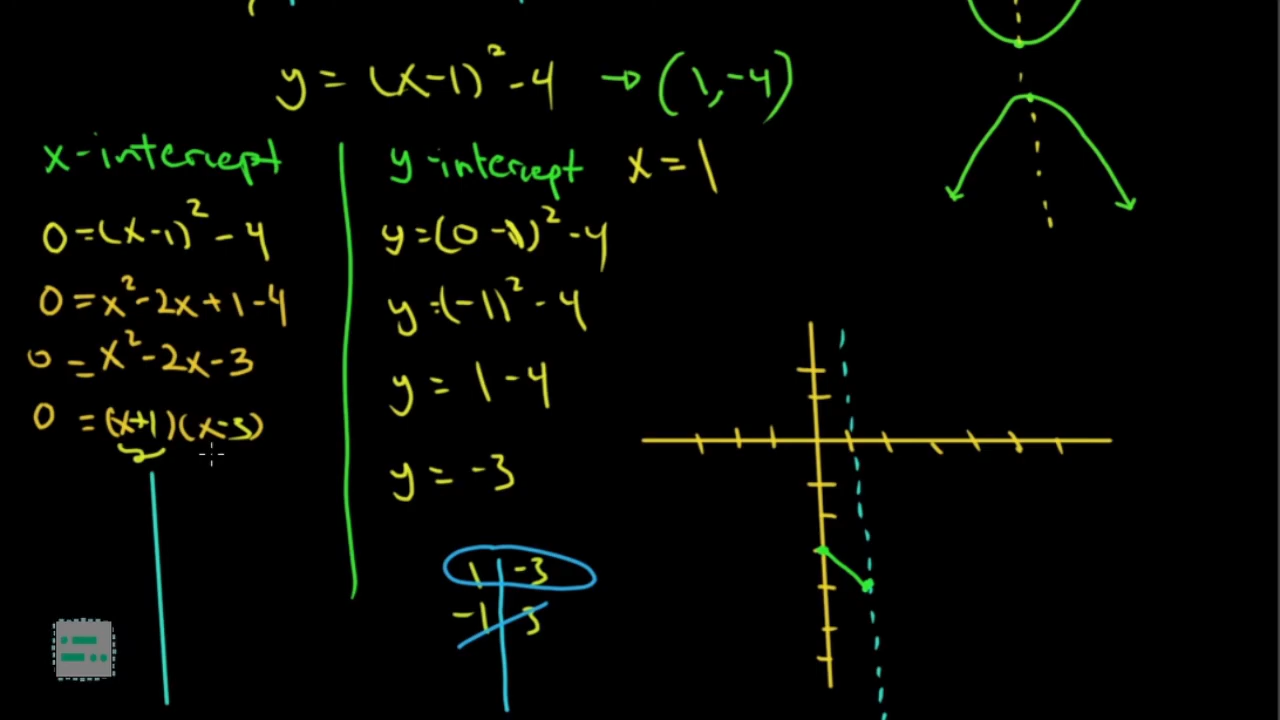 y = (x-1)² - 4 → (1, -4)
x-intercept
0 = (x-1)² - 4
0 = x² - 2x + 1 - 4
0 = x² - 2x - 3
0 = (x+1)(x-3)
y-intercept
y = (0-1)² - 4
y = (-1)² - 4
y = 1 - 4
y = -3
1 -3
-1 3
x = 1